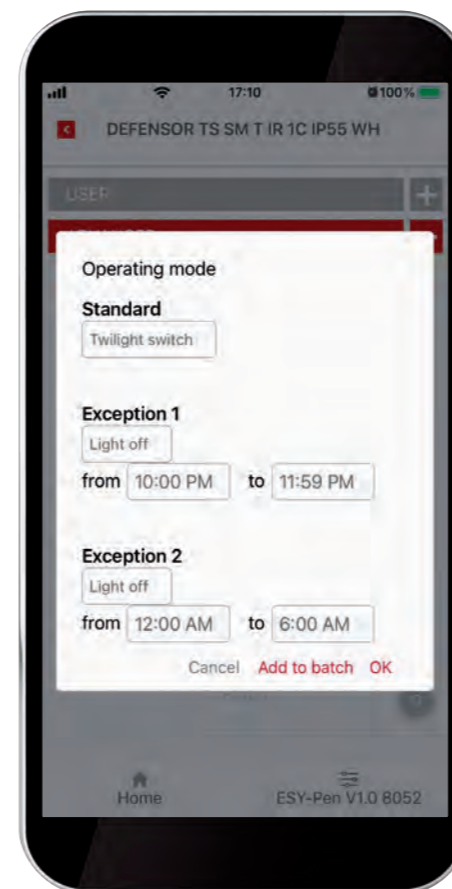 17:10 100%
DEFENSOR TS SM T IR 1C IP55 WH
USER +
Operating mode
Standard
Twilight switch
Exception 1
Light off
from 10:00 PM to 11:59 PM
Exception 2
Light off
from 12:00 AM to 6:00 AM
Cancel Add to batch OK
Home ESY-Pen V1.0 8052